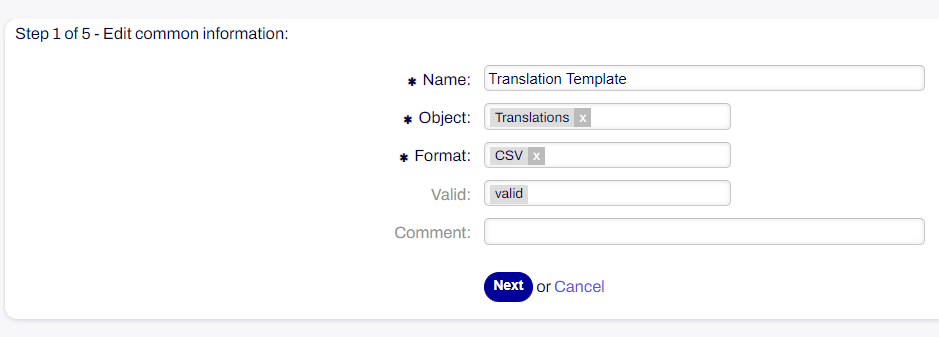 Step 1 of 5 - Edit common information:
✱ Name: Translation Template
✱ Object: Translations x
✱ Format: CSV x
Valid: valid
Comment:
Next or Cancel